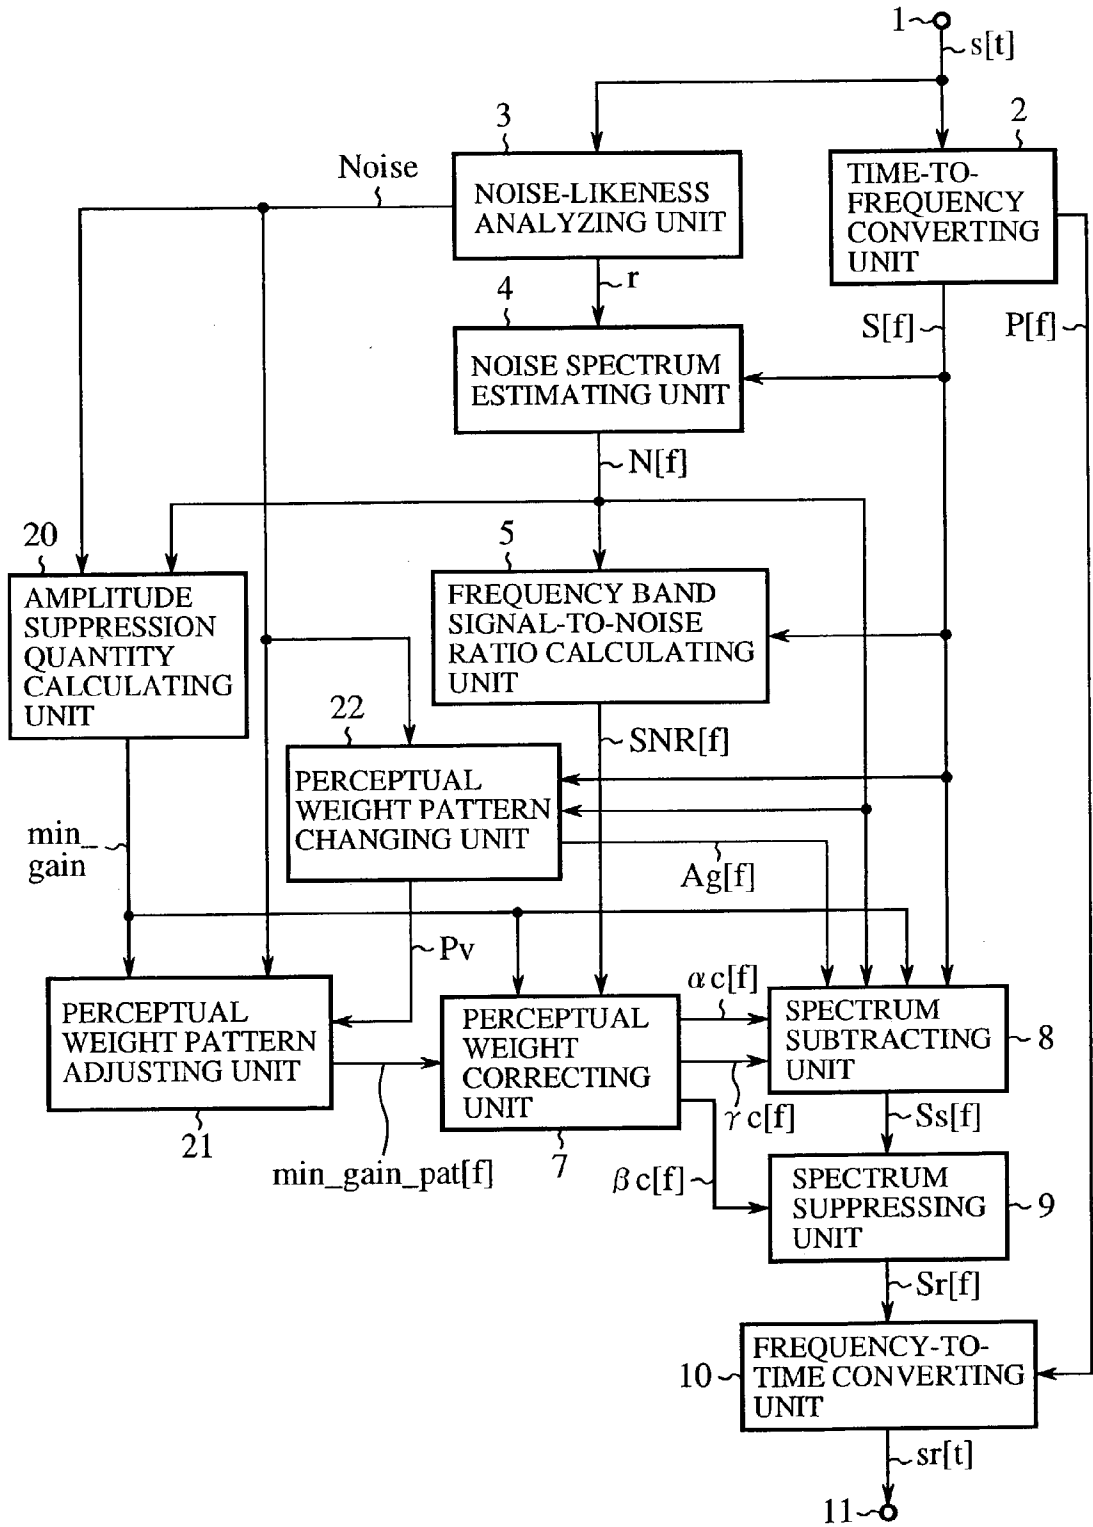 1
s[t]
3
2
Noise
NOISE-LIKENESS
ANALYZING UNIT
TIME-TO-
FREQUENCY
CONVERTING
UNIT
r
4
S[f]
P[f]
NOISE SPECTRUM
ESTIMATING UNIT
N[f]
20
5
AMPLITUDE
SUPPRESSION
QUANTITY
CALCULATING
UNIT
FREQUENCY BAND
SIGNAL-TO-NOISE
RATIO CALCULATING
UNIT
22
SNR[f]
PERCEPTUAL
WEIGHT PATTERN
CHANGING UNIT
min_
gain
Ag[f]
Pv
αc[f]
PERCEPTUAL
WEIGHT PATTERN
ADJUSTING UNIT
PERCEPTUAL
WEIGHT
CORRECTING
UNIT
SPECTRUM
SUBTRACTING
UNIT
8
21
7
γc[f]
Ss[f]
min_gain_pat[f]
βc[f]
SPECTRUM
SUPPRESSING
UNIT
9
Sr[f]
10
FREQUENCY-TO-
TIME CONVERTING
UNIT
sr[t]
11